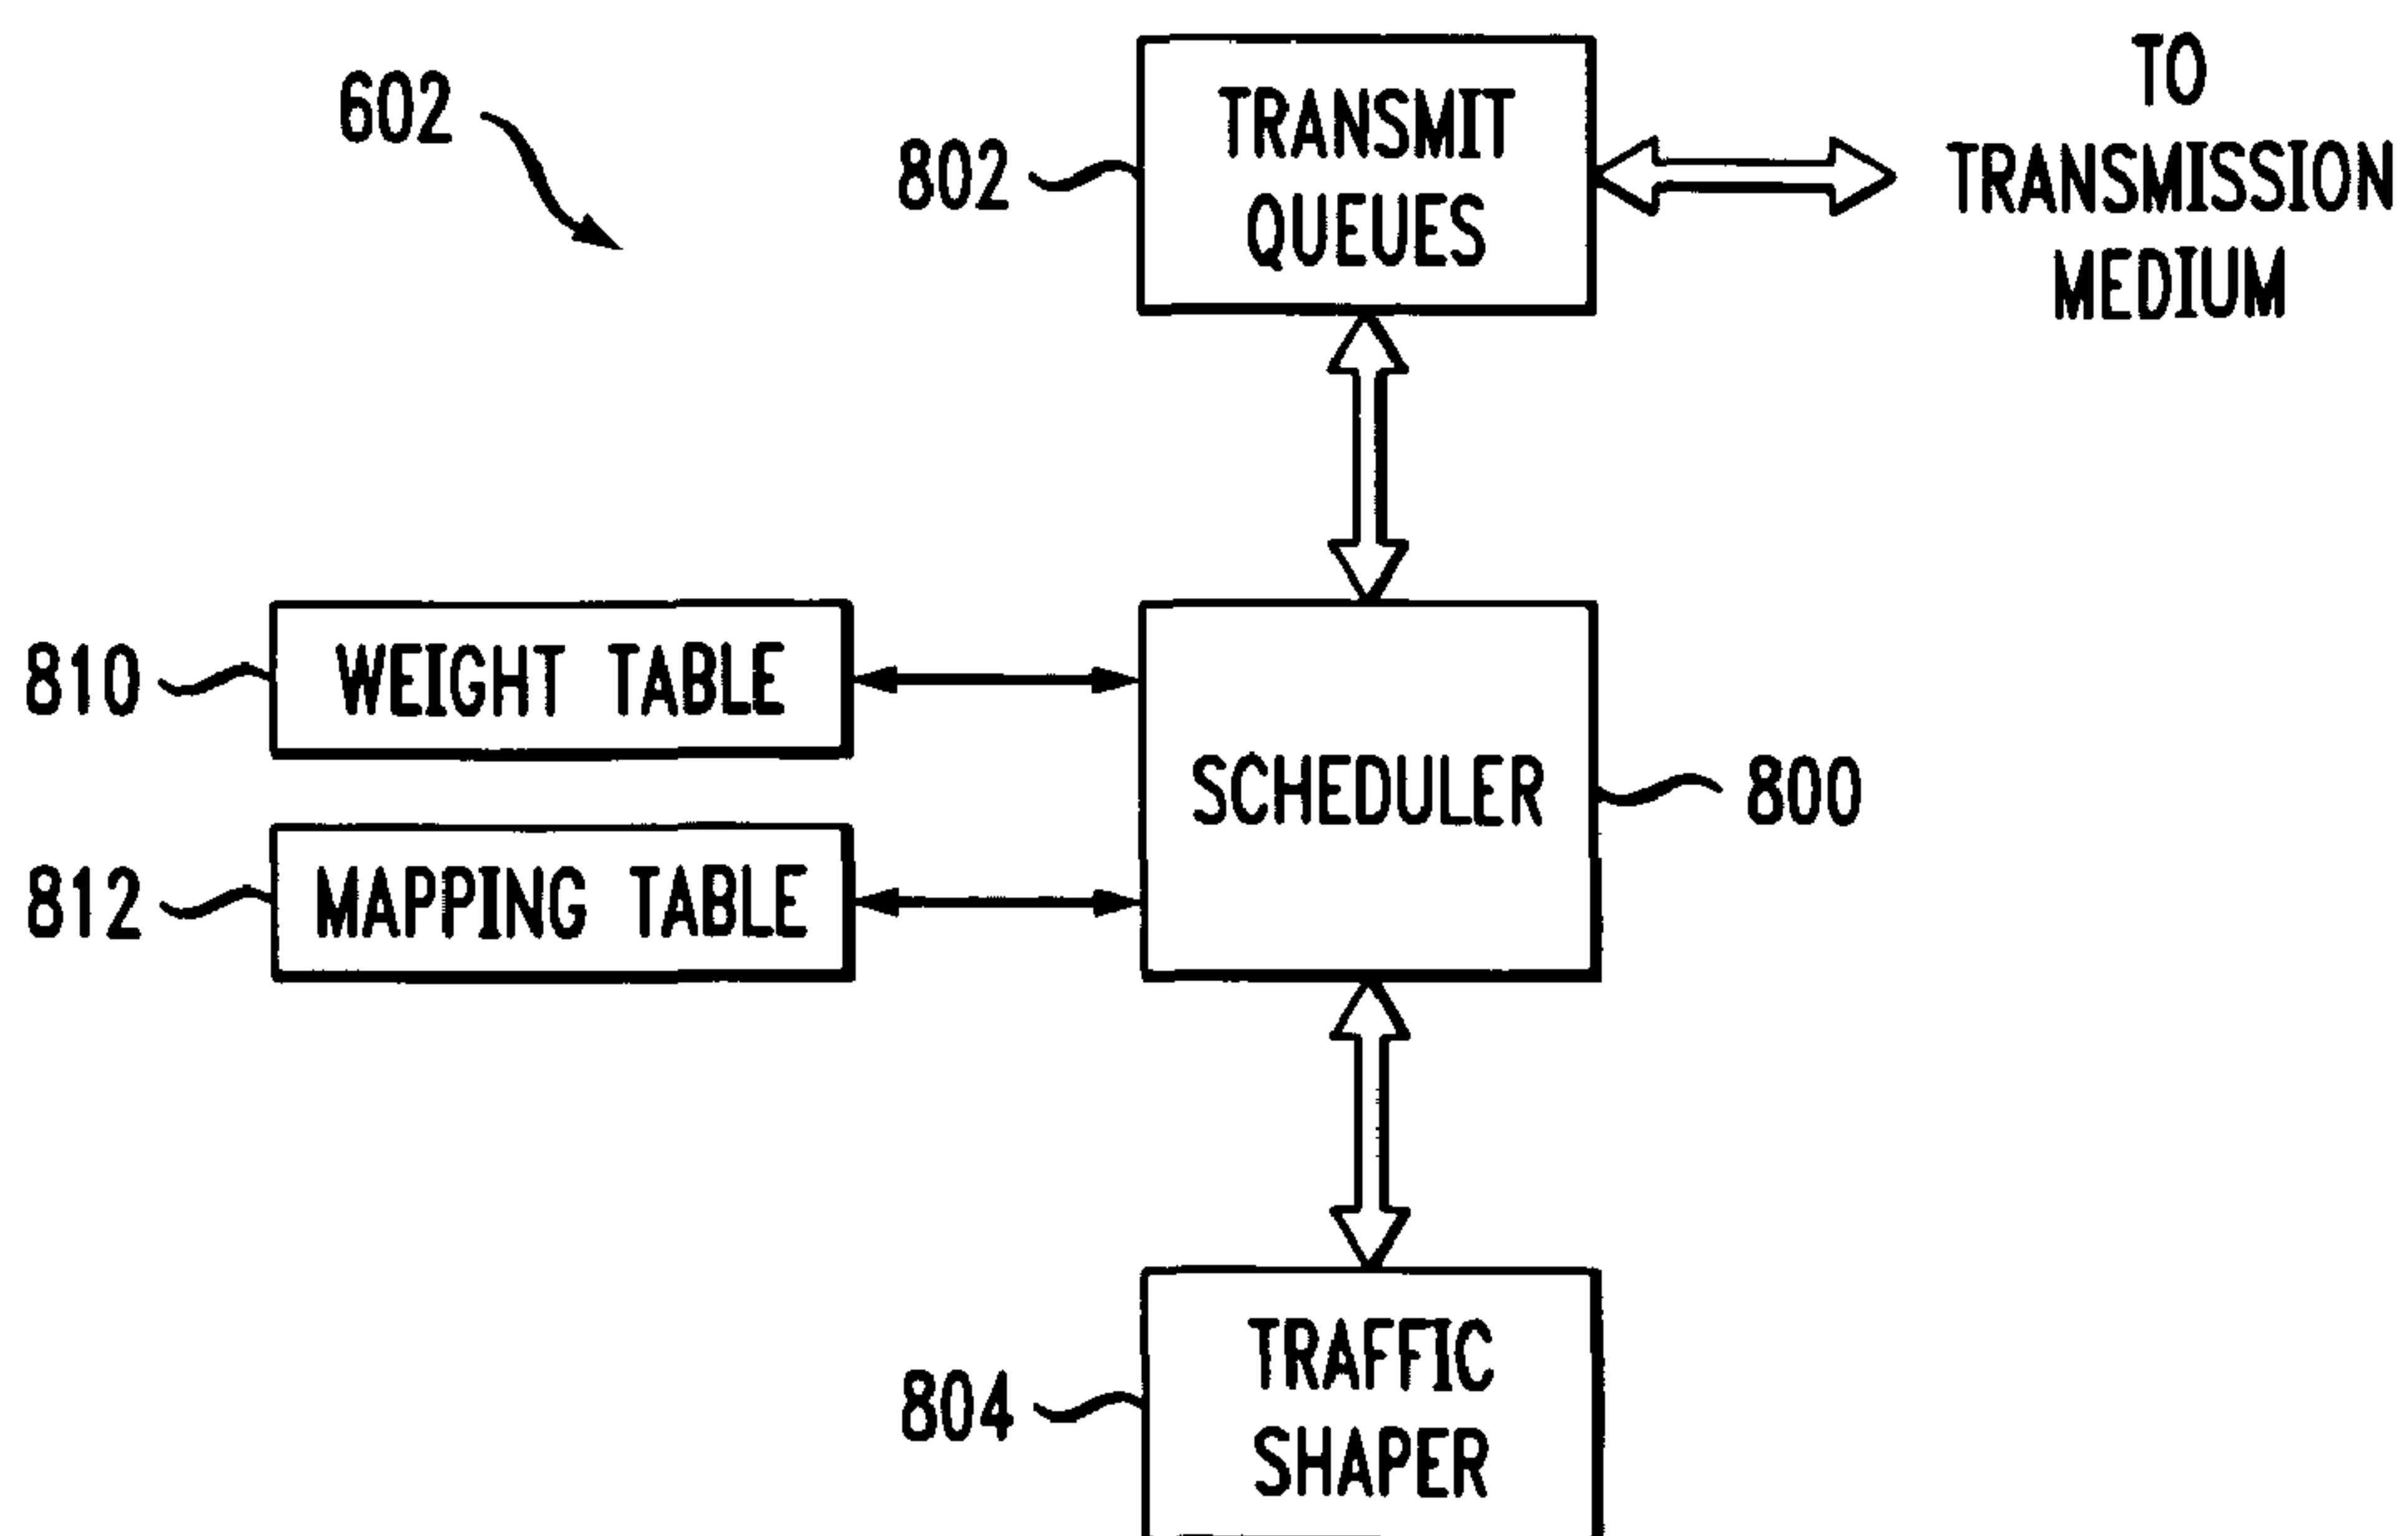 602
802
TRANSMIT
QUEUES
TO
TRANSMISSION
MEDIUM
810
WEIGHT TABLE
812
MAPPING TABLE
SCHEDULER
800
804
TRAFFIC
SHAPER